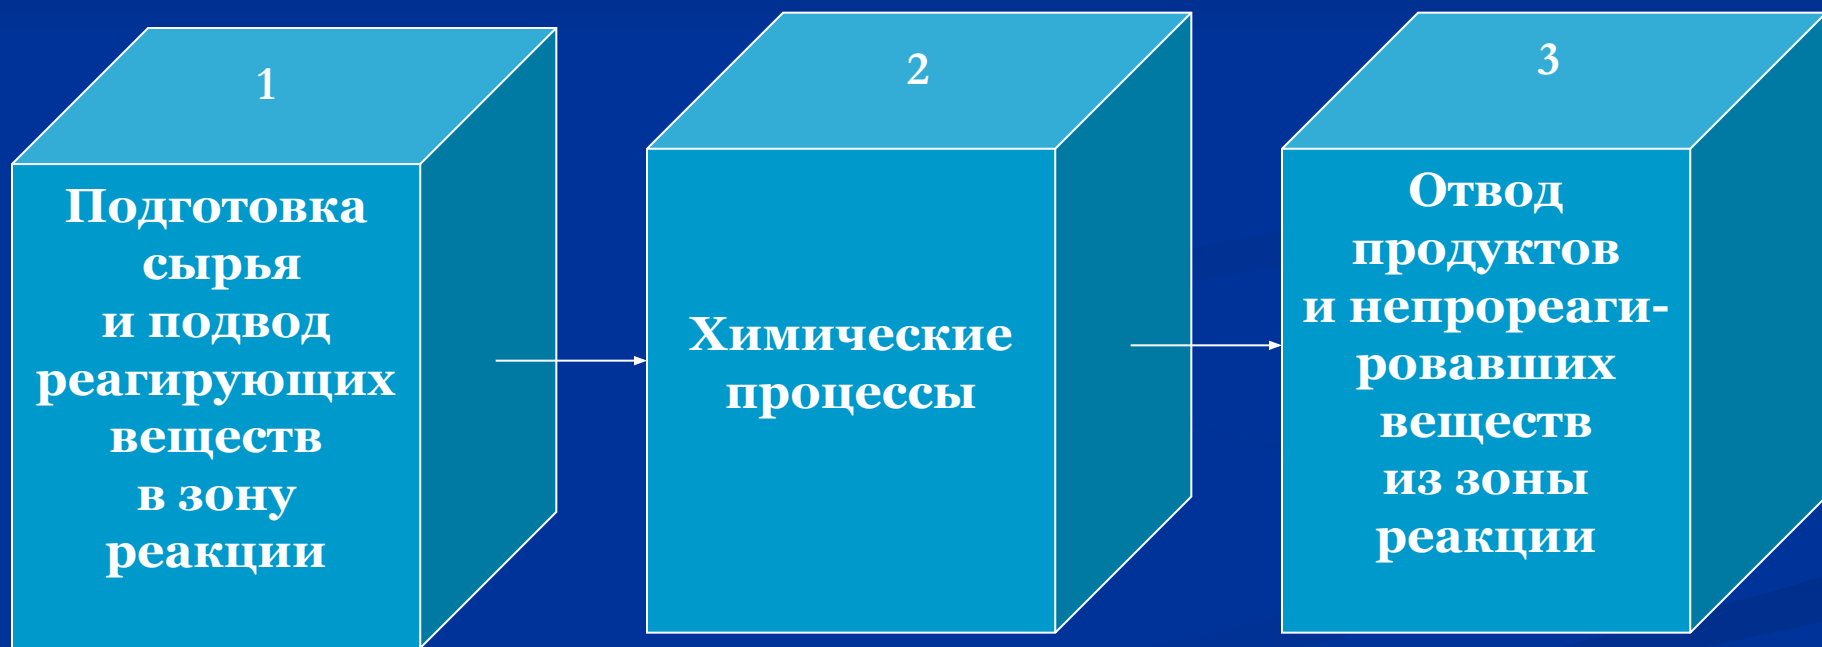 1
Подготовка
сырья
и подвод
реагирующих
веществ
в зону
реакции
2
Химические
процессы
3
Отвод
продуктов
и непрореаги-
ровавших
веществ
из зоны
реакции